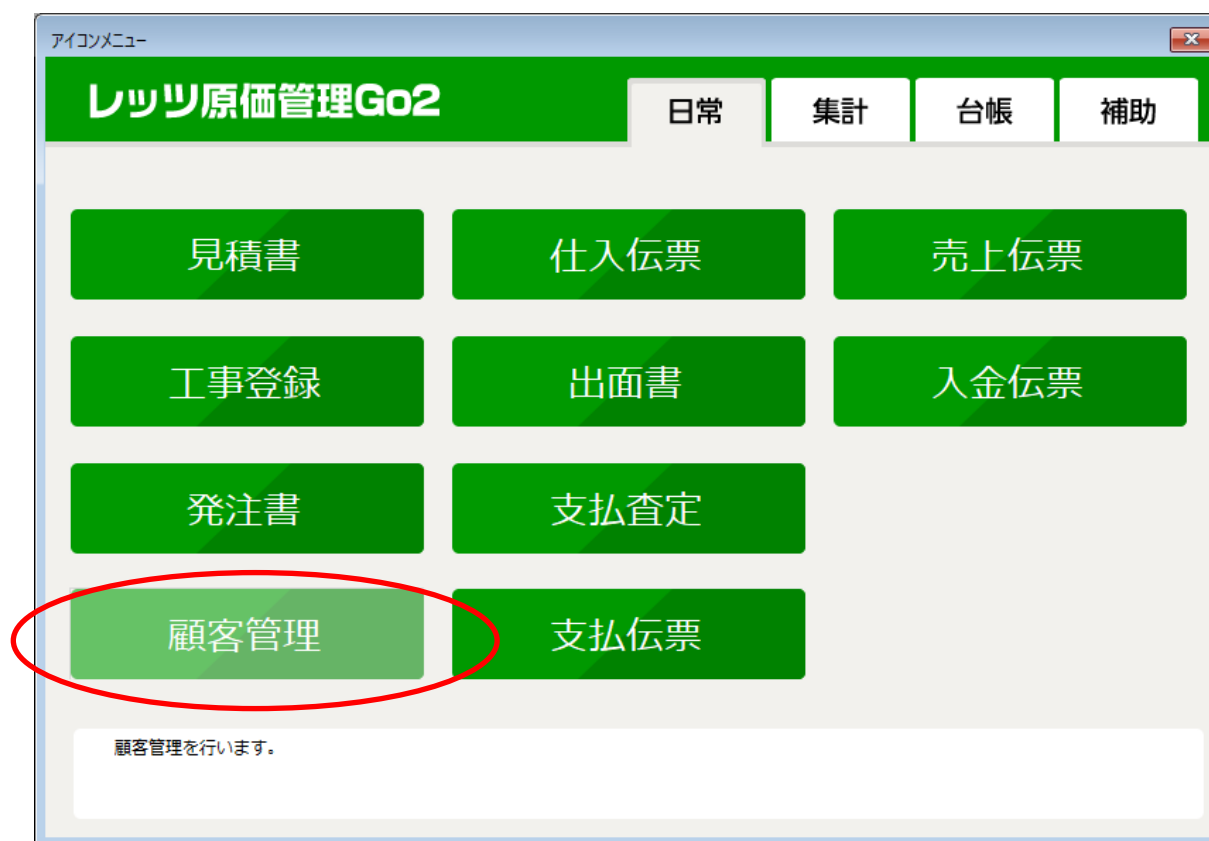 アイコンメニュー
レッツ原価管理Go2
日常 集計 台帳 補助
見積書 仕入伝票 売上伝票
工事登録 出面書 入金伝票
発注書 支払査定
顧客管理 支払伝票
顧客管理を行います。